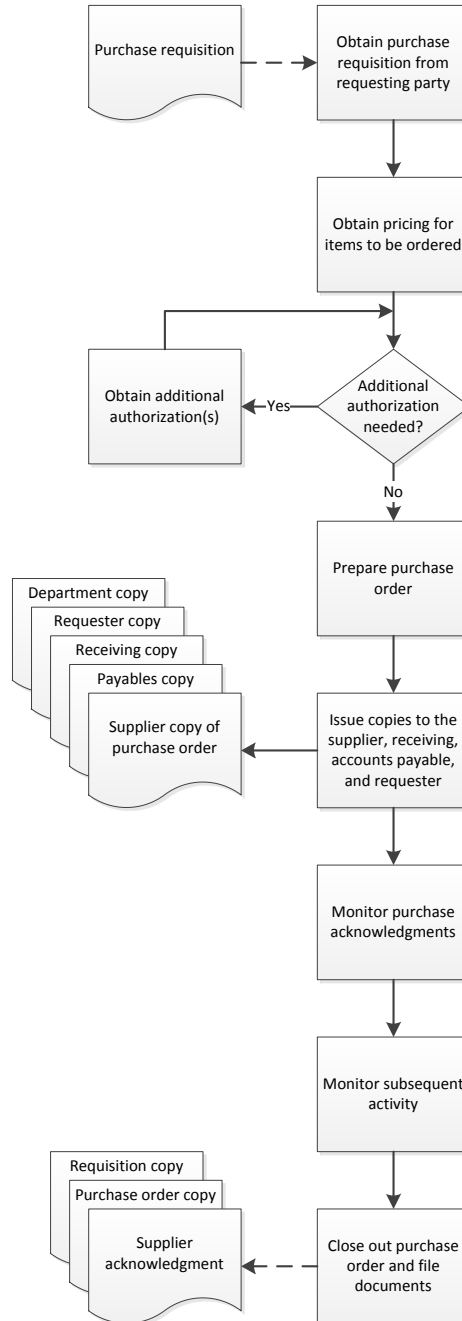 Purchase requisition
Obtain purchase
requisition from
requesting party
Obtain pricing for
items to be ordered
Obtain additional
authorization(s)
Yes
Additional
authorization
needed?
No
Prepare purchase
order
Department copy
Requester copy
Receiving copy
Payables copy
Supplier copy of
purchase order
Issue copies to the
supplier, receiving,
accounts payable,
and requester
Monitor purchase
acknowledgments
Monitor subsequent
activity
Requisition copy
Purchase order copy
Supplier
acknowledgment
Close out purchase
order and file
documents